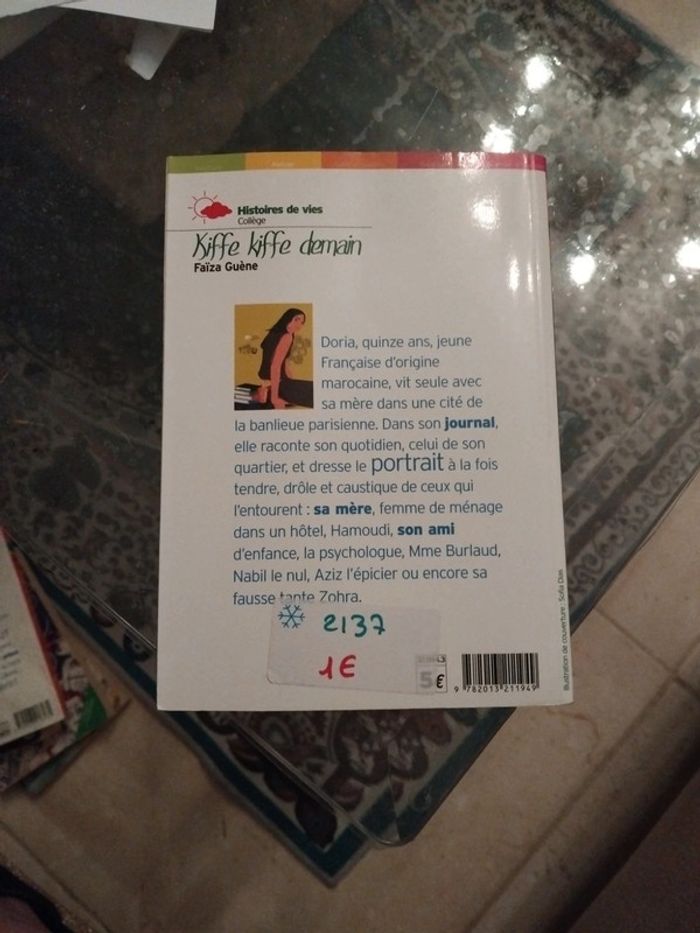 Histoires de vies
Collège
Kiffe kiffe demain
Faïza Guène
Doria, quinze ans, jeune
Française d'origine
marocaine, vit seule avec
sa mère dans une cité de
la banlieue parisienne. Dans son journal,
elle raconte son quotidien, celui de son
quartier, et dresse le portrait à la fois
tendre, drôle et caustique de ceux qui
l'entourent : sa mère, femme de ménage
dans un hôtel, Hamoudi, son ami
d'enfance, la psychologue, Mme Burlaud,
Nabil le nul, Aziz l'épicier ou encore sa
fausse tante Zohra.
2137
1€
5€
9 782013 211949
Illustration de couverture : Sofia Dias